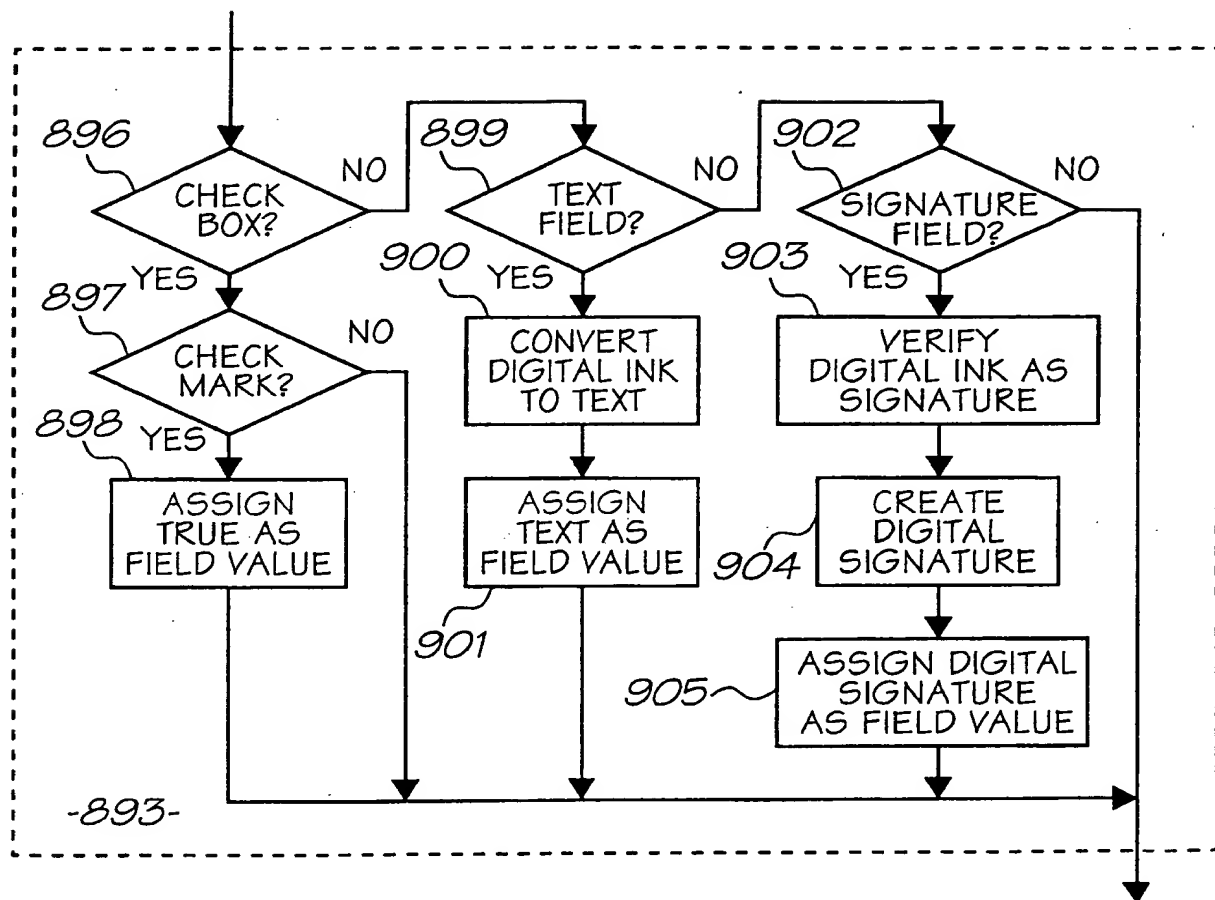 896
CHECK
BOX?
NO
YES
897
CHECK
MARK?
NO
YES
898
ASSIGN
TRUE AS
FIELD VALUE
899
TEXT
FIELD?
NO
YES
900
CONVERT
DIGITAL INK
TO TEXT
ASSIGN
TEXT AS
FIELD VALUE
901
902
SIGNATURE
FIELD?
NO
YES
903
VERIFY
DIGITAL INK AS
SIGNATURE
CREATE
DIGITAL
SIGNATURE
904
ASSIGN DIGITAL
SIGNATURE
AS FIELD VALUE
905
-893-